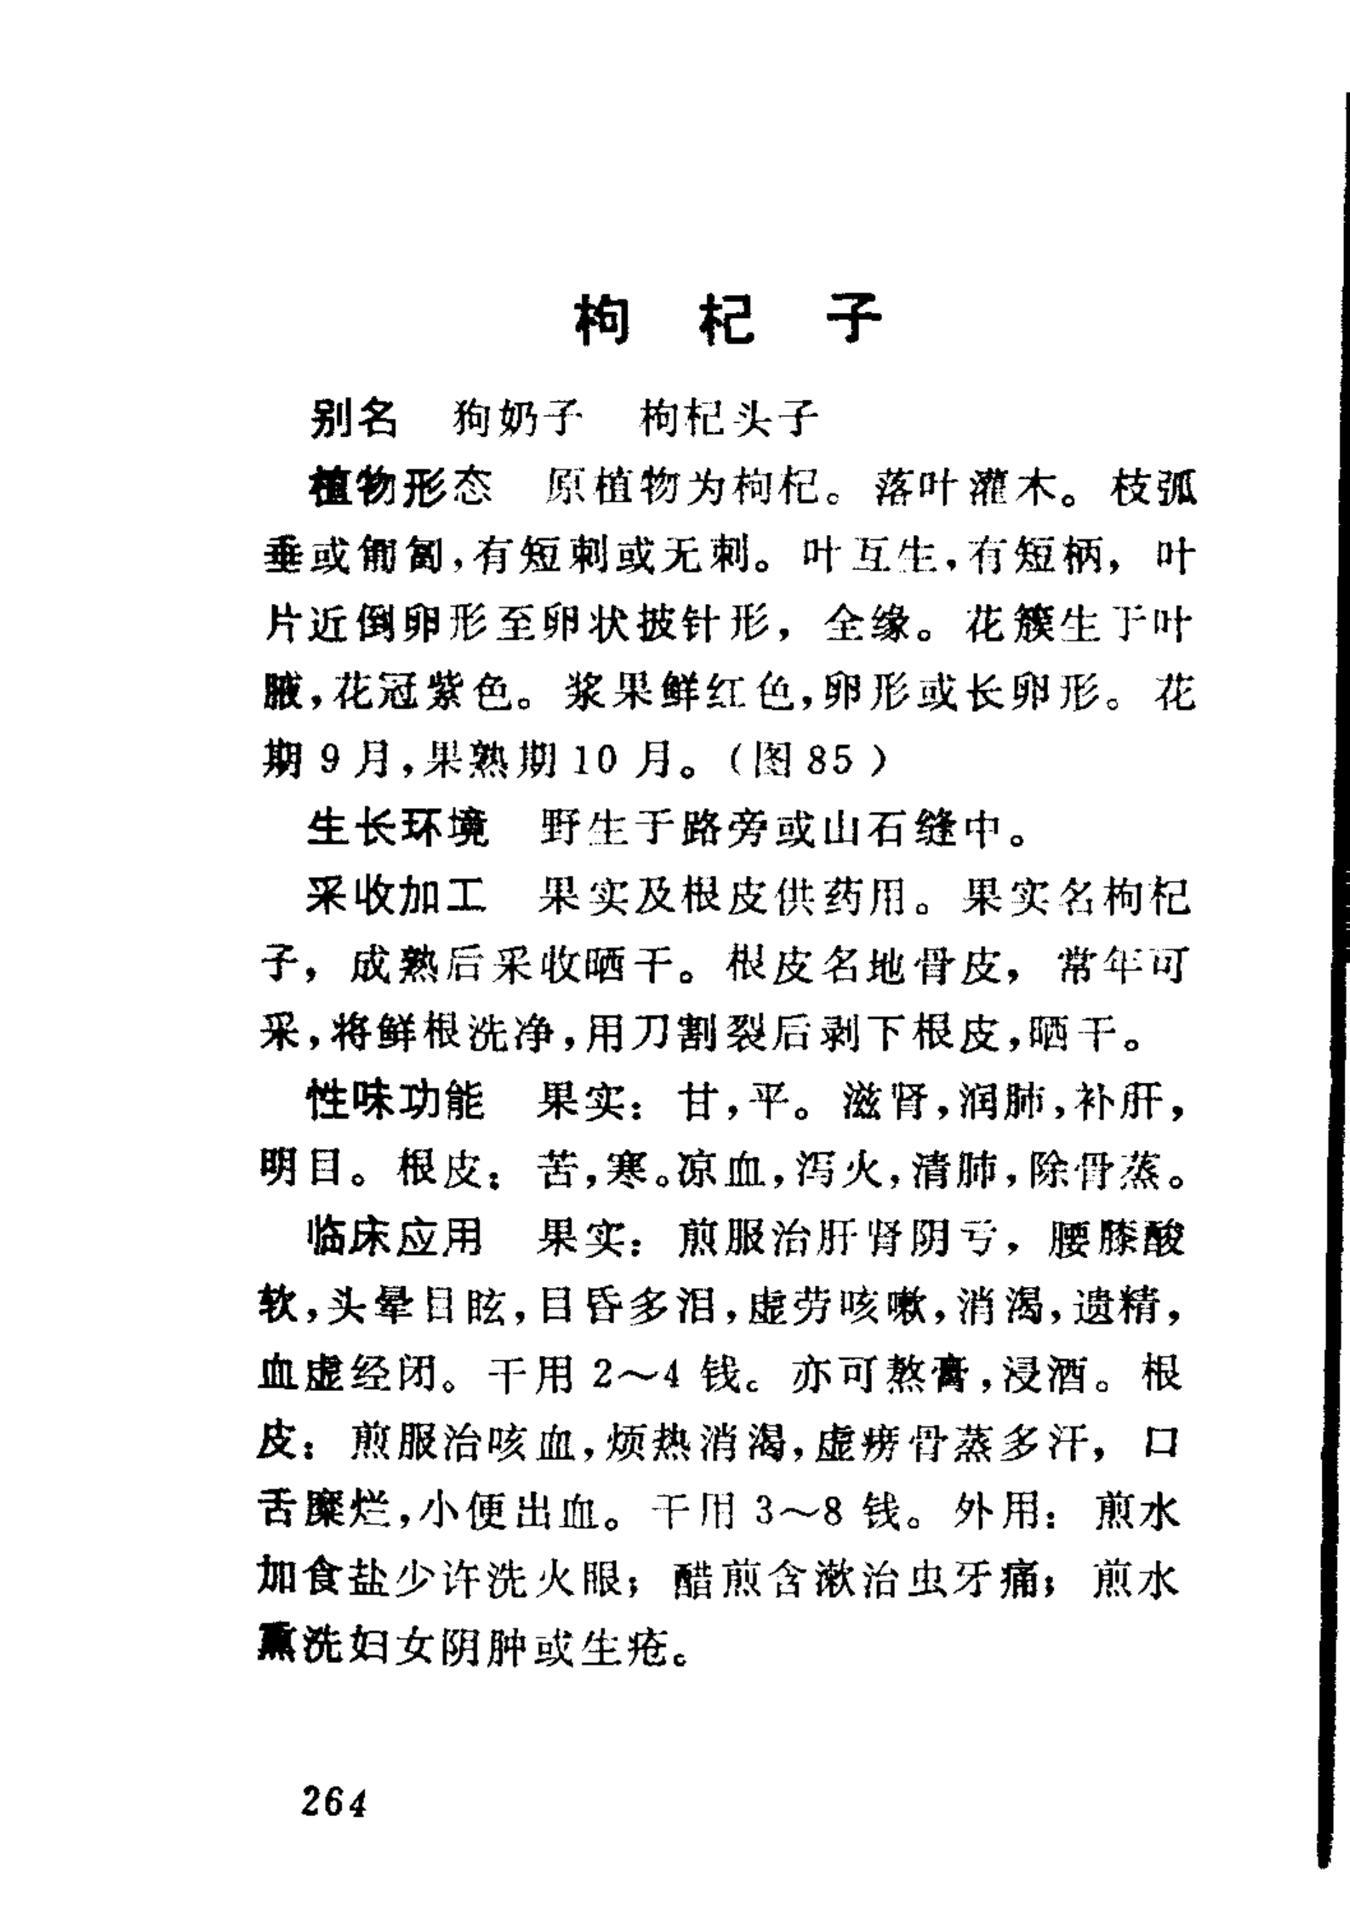 枸杞子
别名　狗奶子　枸杞头子
植物形态　原植物为枸杞。落叶灌木。枝弧
垂或匍匐,有短刺或无刺。叶互生,有短柄，叶
片近倒卵形至卵状披针形，全缘。花簇生于叶
腋,花冠紫色。浆果鲜红色,卵形或长卵形。花
期9月,果熟期10月。(图85)
生长环境　野生于路旁或山石缝中。
采收加工　果实及根皮供药用。果实名枸杞
子，成熟后采收晒干。根皮名地骨皮，常年可
采,将鲜根洗净,用刀割裂后剥下根皮,晒干。
性味功能　果实：甘,平。滋肾,润肺,补肝,
明目。根皮：苦,寒。凉血,泻火,清肺,除骨蒸。
临床应用　果实：煎服治肝肾阴亏，腰膝酸
软,头晕目眩,目昏多泪,虚劳咳嗽,消渴,遗精,
血虚经闭。干用2～4钱。亦可熬膏,浸酒。根
皮：煎服治咳血,烦热消渴,虚痨骨蒸多汗，口
舌糜烂,小便出血。干用3～8钱。外用：煎水
加食盐少许洗火眼；醋煎含漱治虫牙痛；煎水
熏洗妇女阴肿或生疮。
264